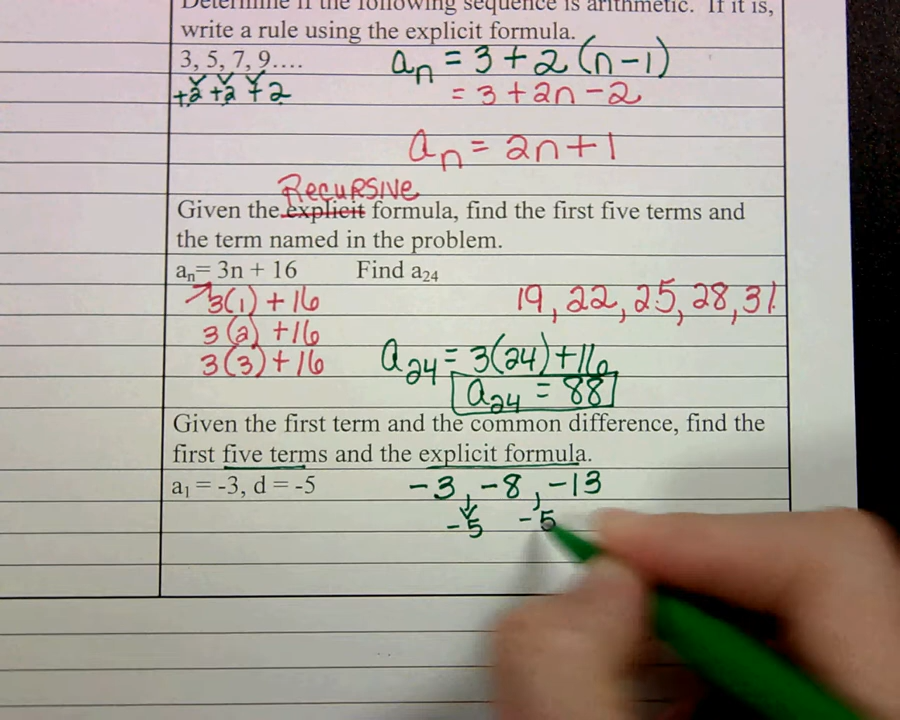 Determine if the following sequence is arithmetic. If it is,
write a rule using the explicit formula.
3, 5, 7, 9.... aₙ = 3 + 2 (n-1)
+2 +2 +2 = 3 + 2n - 2
aₙ = 2n + 1
RECURSIVE
Given the explicit formula, find the first five terms and
the term named in the problem.
aₙ= 3n + 16 Find a₂₄
3(1) + 16 19, 22, 25, 28, 31
3(2) +16
3(3) + 16 a₂₄ = 3(24) + 16
a₂₄ = 88
Given the first term and the common difference, find the
first five terms and the explicit formula.
a₁ = -3, d = -5 -3, -8, -13
-5 -5